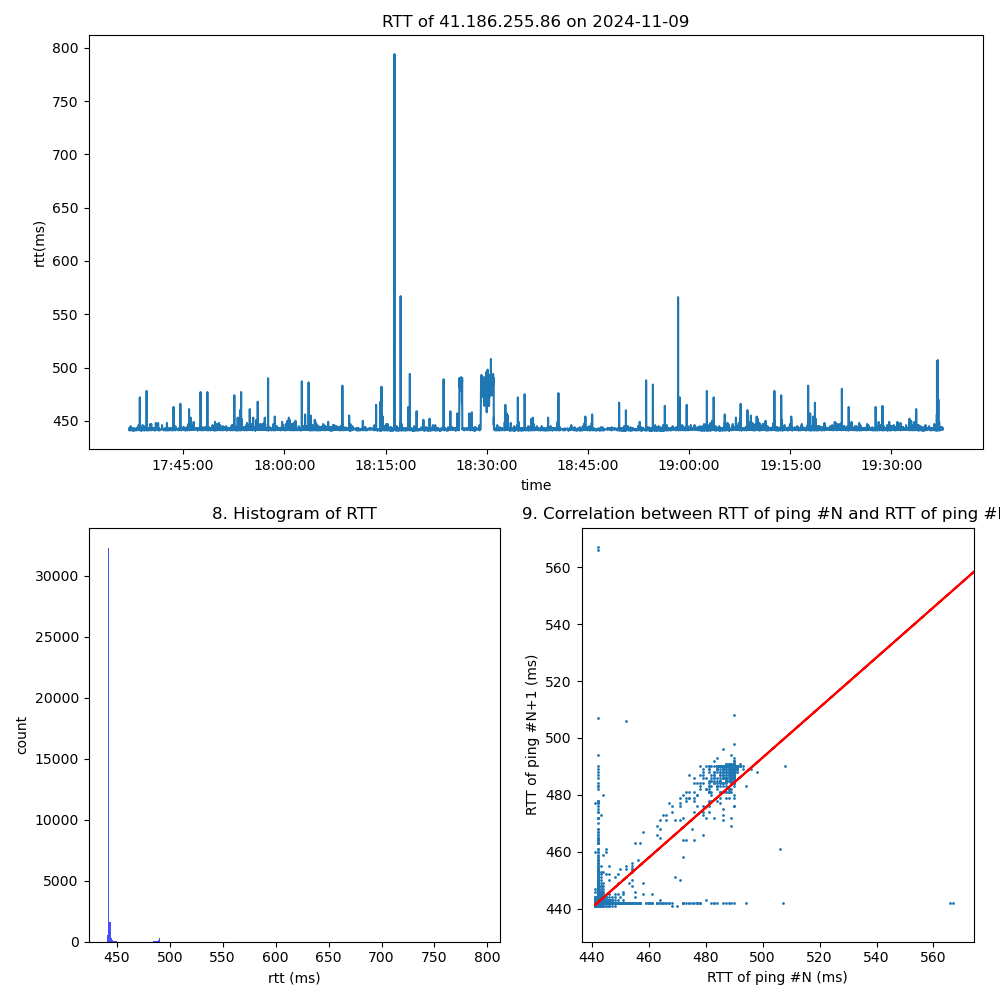 RTT of 41.186.255.86 on 2024-11-09
800
750
700
650
600
550
500
450
rtt(ms)
17:45:00 18:00:00 18:15:00 18:30:00 18:45:00 19:00:00 19:15:00 19:30:00
time
8. Histogram of RTT
30000
25000
20000
15000
10000
5000
0
count
450 500 550 600 650 700 750 800
rtt (ms)
9. Correlation between RTT of ping #N and RTT of ping
560
540
520
500
480
460
440
RTT of ping #N+1 (ms)
440 460 480 500 520 540 560
RTT of ping #N (ms)